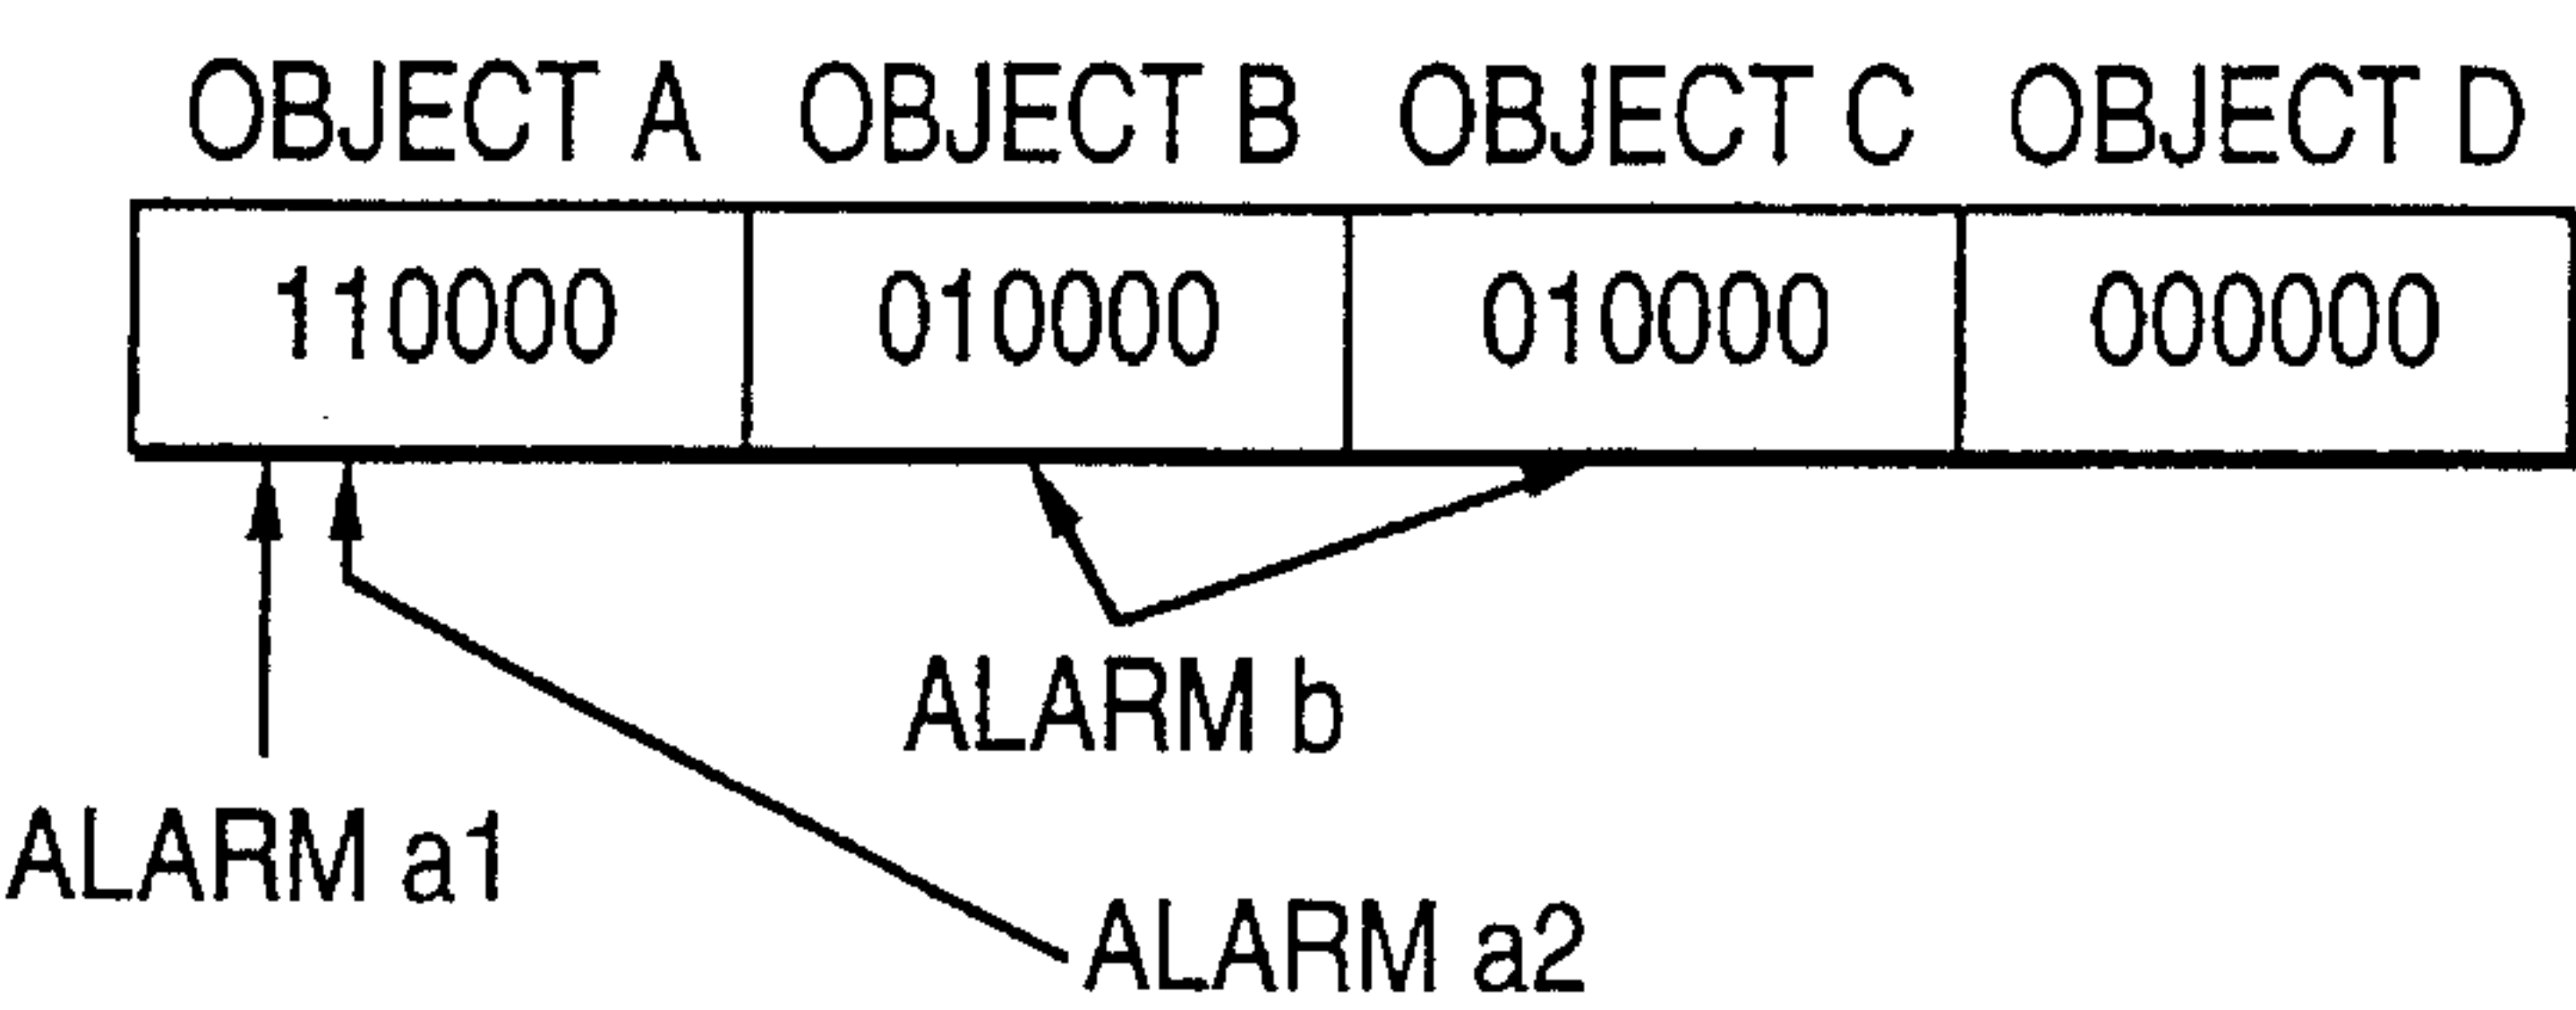 OBJECT A OBJECT B OBJECT C OBJECT D
110000 010000 010000 000000
ALARM b
ALARM a1
ALARM a2